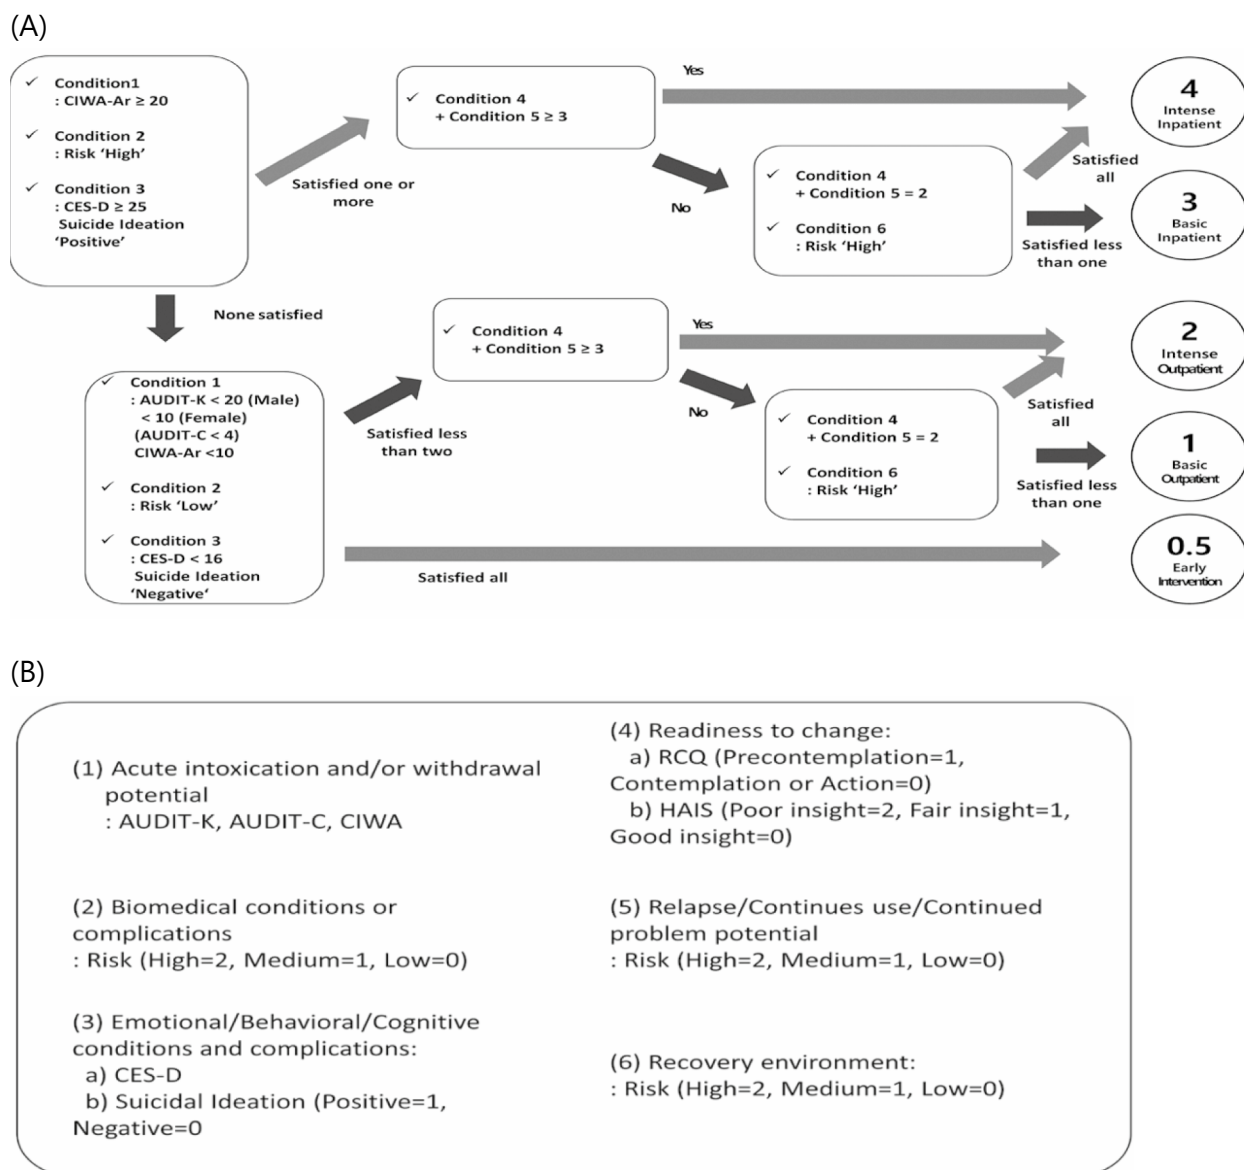 (A)
✓ Condition1
: CIWA-Ar ≥ 20
✓ Condition 2
: Risk ‘High’
✓ Condition 3
: CES-D ≥ 25
Suicide Ideation
‘Positive’
Satisfied one or
more
✓ Condition 4
+ Condition 5 ≥ 3
Yes
No
✓ Condition 4
+ Condition 5 = 2
✓ Condition 6
: Risk ‘High’
Satisfied
all
Satisfied less
than one
4
Intense
Inpatient
3
Basic
Inpatient
None satisfied
✓ Condition 1
: AUDIT-K < 20 (Male)
< 10 (Female)
(AUDIT-C < 4)
CIWA-Ar <10
✓ Condition 2
: Risk ‘Low’
✓ Condition 3
: CES-D < 16
Suicide Ideation
‘Negative‘
Satisfied less
than two
✓ Condition 4
+ Condition 5 ≥ 3
Yes
No
✓ Condition 4
+ Condition 5 = 2
✓ Condition 6
: Risk ‘High’
Satisfied
all
Satisfied less
than one
Satisfied all
2
Intense
Outpatient
1
Basic
Outpatient
0.5
Early
Intervention
(B)
(1) Acute intoxication and/or withdrawal
potential
: AUDIT-K, AUDIT-C, CIWA
(2) Biomedical conditions or
complications
: Risk (High=2, Medium=1, Low=0)
(3) Emotional/Behavioral/Cognitive
conditions and complications:
a) CES-D
b) Suicidal Ideation (Positive=1,
Negative=0
(4) Readiness to change:
a) RCQ (Precontemplation=1,
Contemplation or Action=0)
b) HAIS (Poor insight=2, Fair insight=1,
Good insight=0)
(5) Relapse/Continues use/Continued
problem potential
: Risk (High=2, Medium=1, Low=0)
(6) Recovery environment:
: Risk (High=2, Medium=1, Low=0)